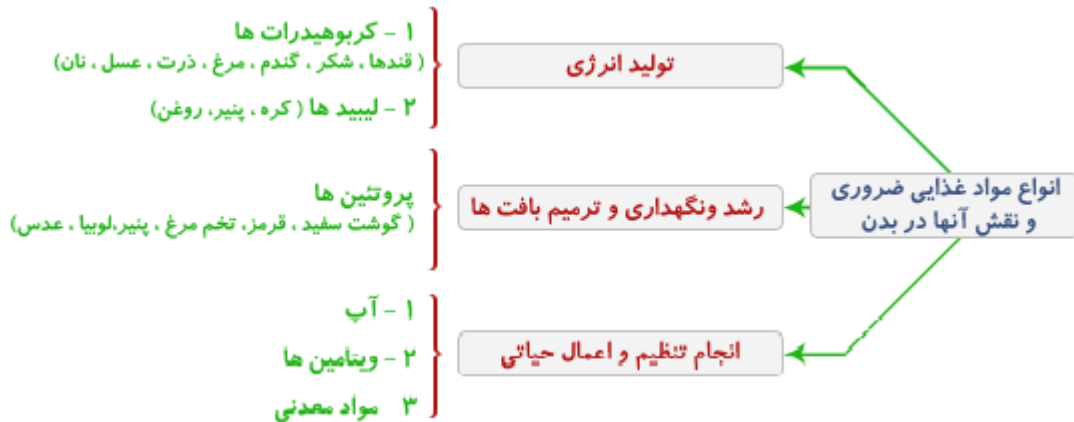 انواع مواد غذایی ضروری
و نقش آنها در بدن
تولید انرژی
۱ - کربوهیدرات ها
( قندها ، شکر ، گندم ، مرغ ، ذرت ، عسل ، نان)
۲ - لیپید ها ( کره ، پنیر، روغن)
رشد ونگهداری و ترمیم بافت ها
پروتئین ها
( گوشت سفید ، قرمز، تخم مرغ ، پنیر،لوبیا ، عدس)
انجام تنظیم و اعمال حیاتی
۱ - آب
۲ - ویتامین ها
۳ مواد معدنی